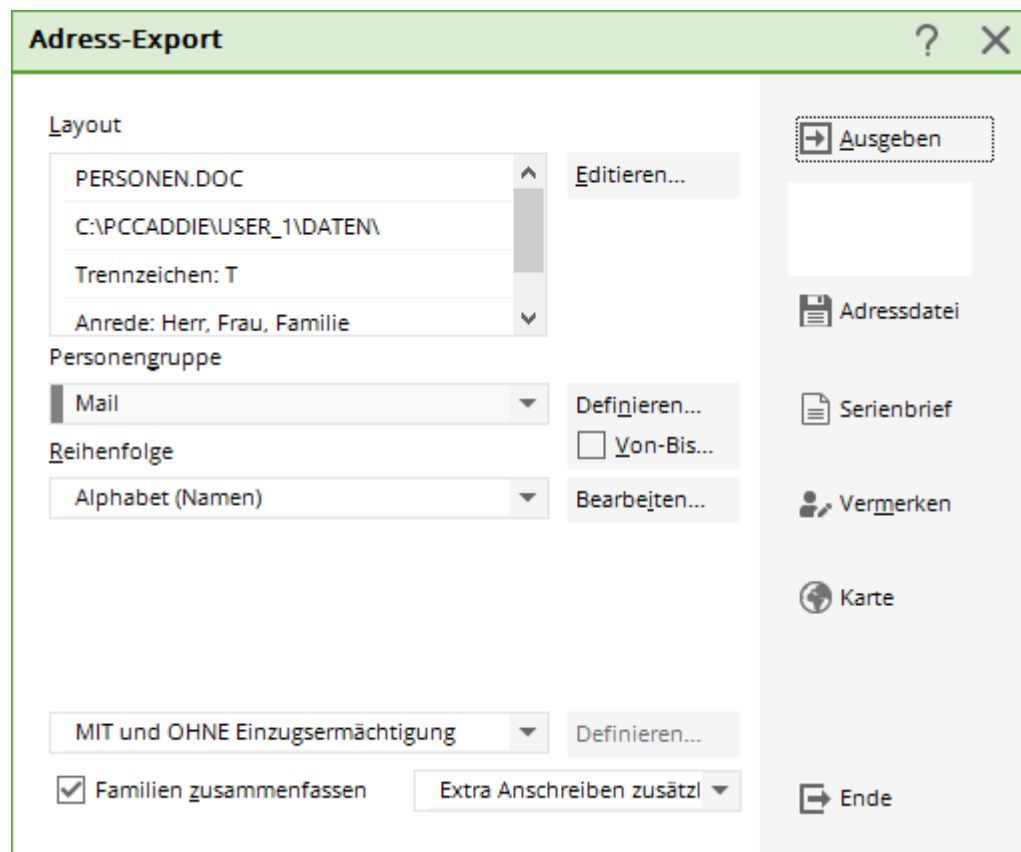 Adress-Export
Layout
PERSONEN.DOC
C:\PCCADDIE\USER_1\DATEN\
Trennzeichen: T
Anrede: Herr, Frau, Familie
Editieren...
Personengruppe
Mail
Definieren...
Von-Bis...
Reihenfolge
Alphabet (Namen)
Bearbeiten...
MIT und OHNE Einzugsermächtigung
Definieren...
Familien zusammenfassen
Extra Anschreiben zusätzl
Ausgeben
Adressdatei
Serienbrief
Vermerken
Karte
Ende